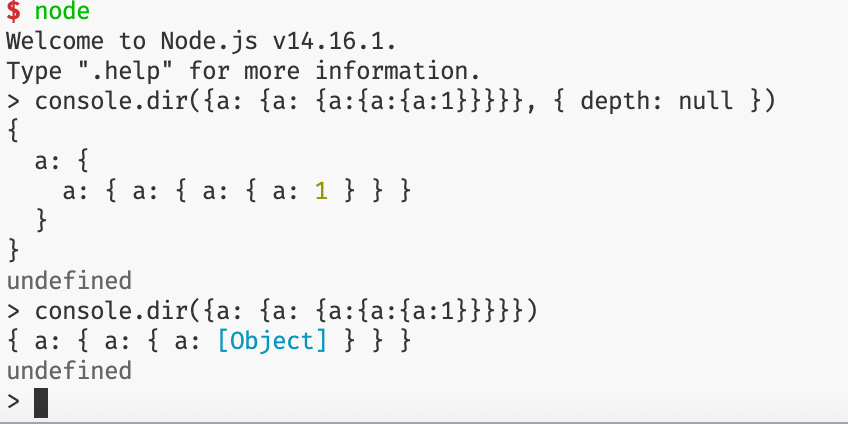 $ node
Welcome to Node.js v14.16.1.
Type ".help" for more information.
> console.dir({a: {a: {a:{a:{a:1}}}}}, { depth: null })
{
  a: {
    a: { a: { a: { a: 1 } } }
  }
}
undefined
> console.dir({a: {a: {a:{a:{a:1}}}}})
{ a: { a: { a: [Object] } } }
undefined
>